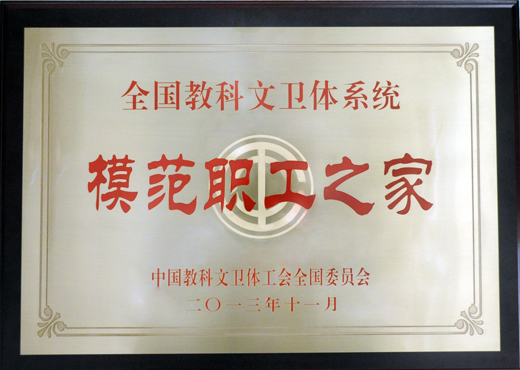 全国教科文卫体系统
模范职工之家
中国教科文卫体工会全国委员会
二〇一三年十一月